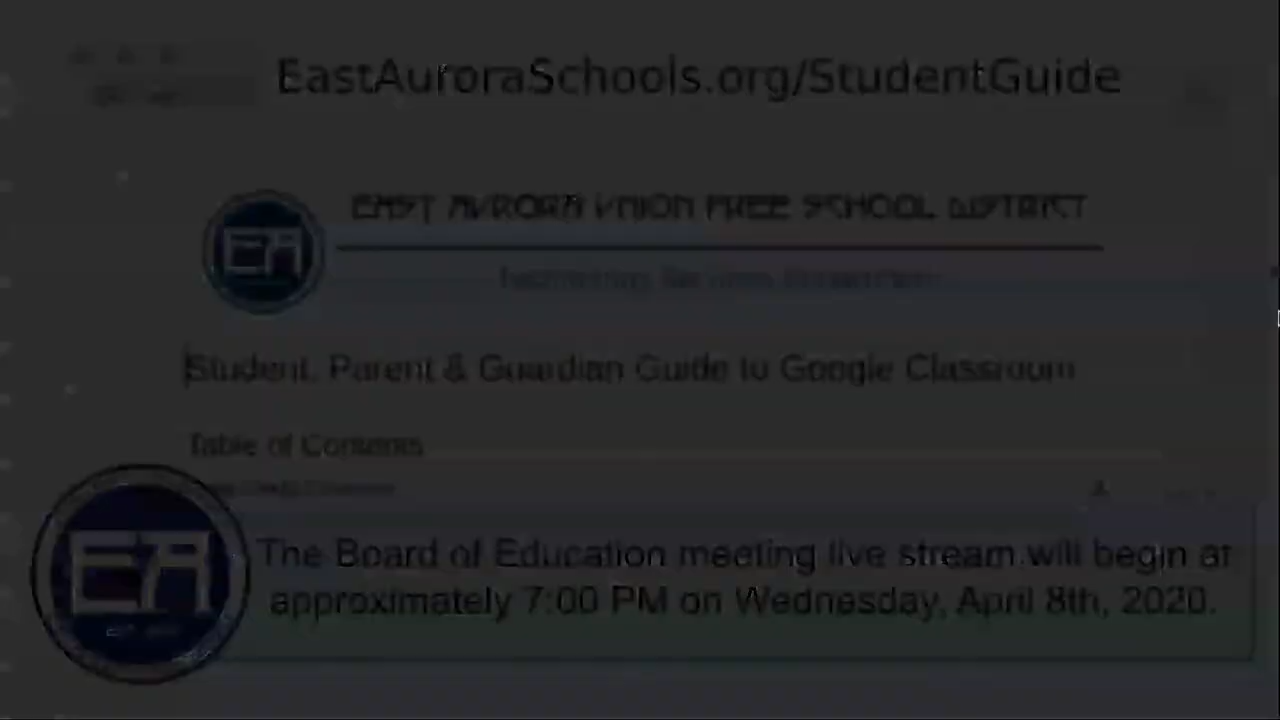 EastAuroraSchools.org/StudentGuide
EAST AURORA UNION FREE SCHOOL DISTRICT
EA
Student, Parent & Guardian Guide to Google Classroom
Table of Contents
EA
The Board of Education meeting live stream will begin at
approximately 7:00 PM on Wednesday, April 8th, 2020.